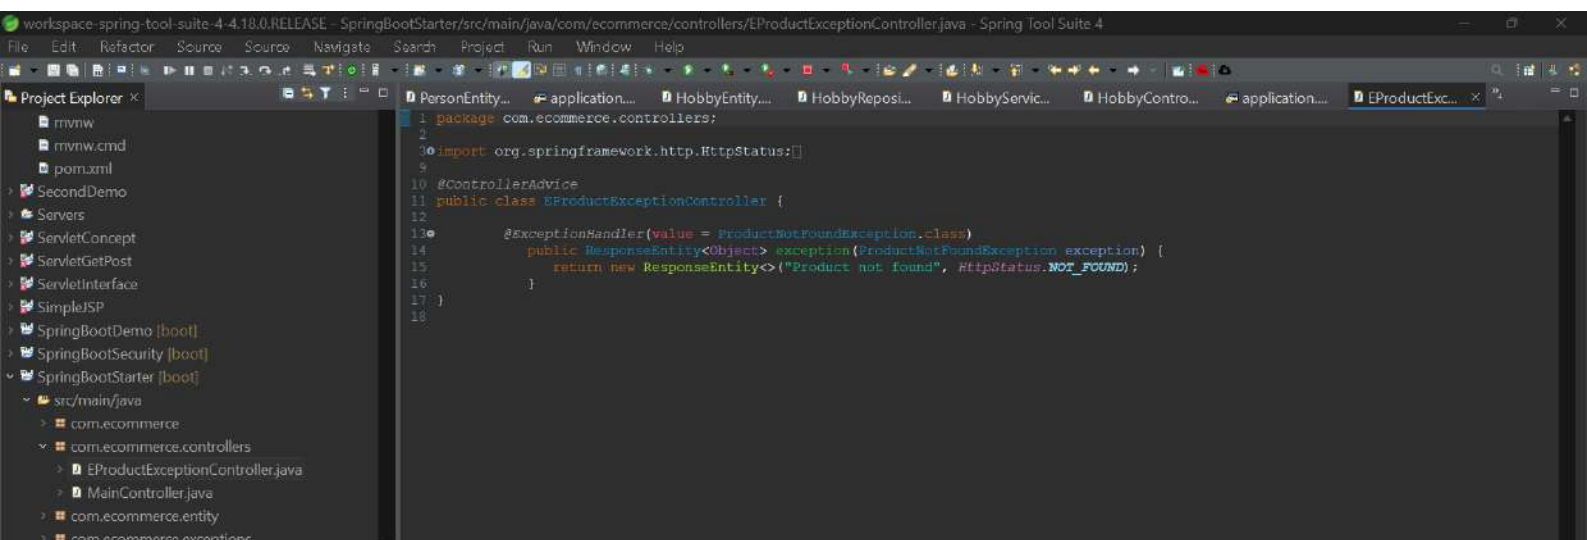 workspace-spring-tool-suite-4-4.18.0.RELEASE - SpringBootStarter/src/main/java/com/ecommerce/controllers/EProductExceptionController.java - Spring Tool Suite 4
File Edit Refactor Source Source Navigate Search Project Run Window Help
Project Explorer ×
PersonEntity... application.... HobbyEntity.... HobbyReposi... HobbyServic... HobbyContro... application.... EProductExc... ×
mvnw
mvnw.cmd
pom.xml
SecondDemo
Servers
ServletConcept
ServletGetPost
ServletInterface
SimpleJSP
SpringBootDemo [boot]
SpringBootSecurity [boot]
SpringBootStarter [boot]
src/main/java
com.ecommerce
com.ecommerce.controllers
EProductExceptionController.java
MainController.java
com.ecommerce.entity
com.ecommerce.exceptions
1 package com.ecommerce.controllers;
2
3 import org.springframework.http.HttpStatus;
9
10 @ControllerAdvice
11 public class EProductExceptionController {
12
13 @ExceptionHandler(value = ProductNotFoundException.class)
14 public ResponseEntity<Object> exception(ProductNotFoundException exception) {
15 return new ResponseEntity<>("Product not found", HttpStatus.NOT_FOUND);
16 }
17 }
18